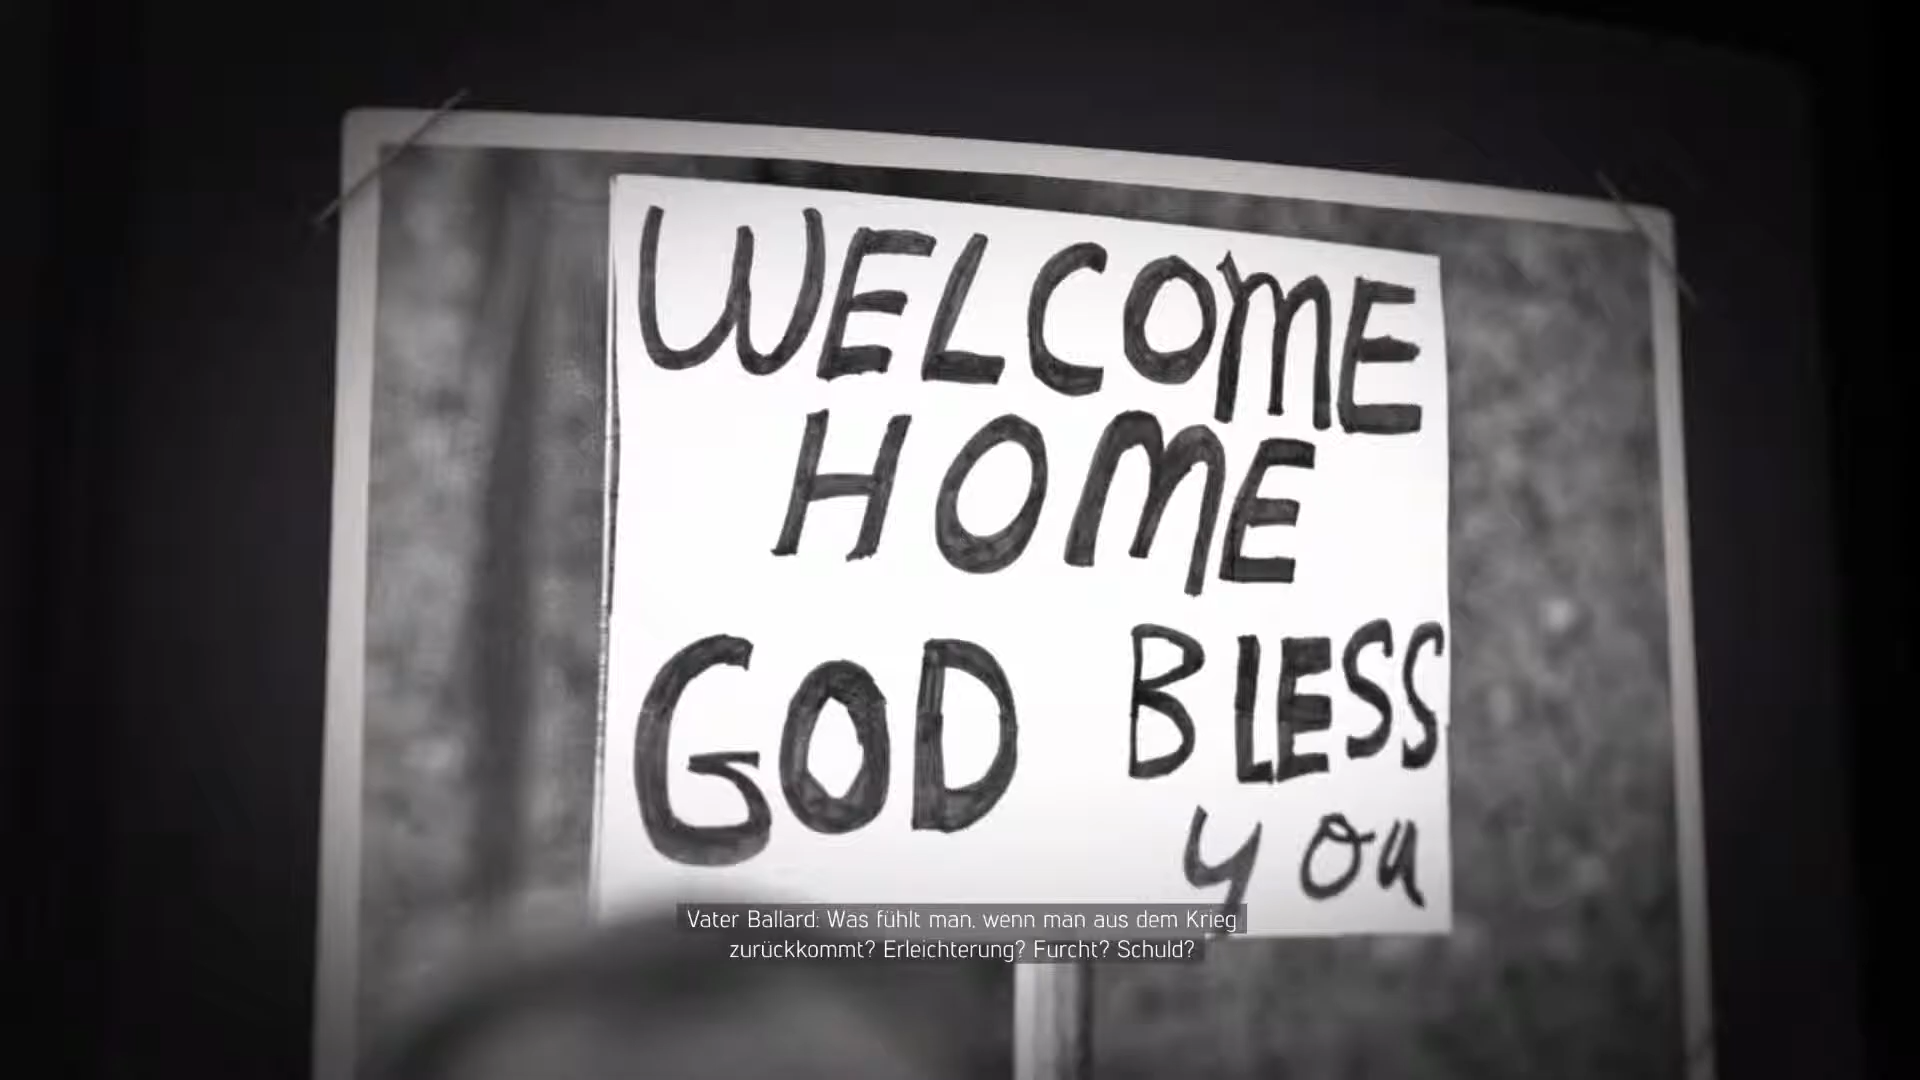 WELCOME
HOME
GOD BLESS
you
Vater Ballard: Was fühlt man, wenn man aus dem Krieg
zurückkommt? Erleichterung? Furcht? Schuld?